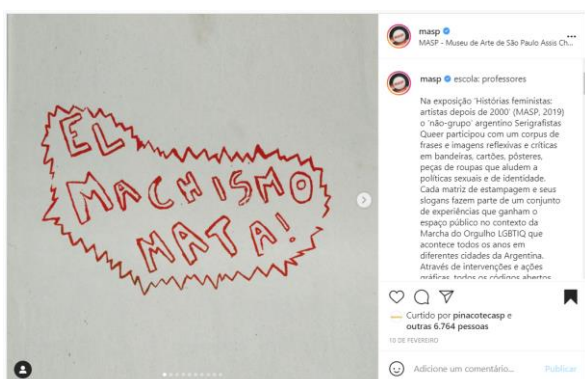 EL
MACHISMO
MATA!
masp
MASP - Museu de Arte de São Paulo Assis Ch...
masp escola: professores
Na exposição 'Histórias feministas:
artistas depois de 2000' (MASP, 2019)
o 'não-grupo' argentino Serigrafistas
Queer participou com um corpus de
frases e imagens reflexivas e críticas
em bandeiras, cartões, pôsteres,
peças de roupas que aludem a
políticas sexuais e de identidade.
Cada matriz de estampagem e seus
slogans fazem parte de um conjunto
de experiências que ganham o
espaço público no contexto da
Marcha do Orgulho LGBTIQ que
acontece todos os anos em
diferentes cidades da Argentina.
Através de intervenções e ações
gráficas, todos os códigos abertos
Curtido por pinacotecasp e
outras 6.764 pessoas
10 DE FEVEREIRO
Adicione um comentário... Publicar